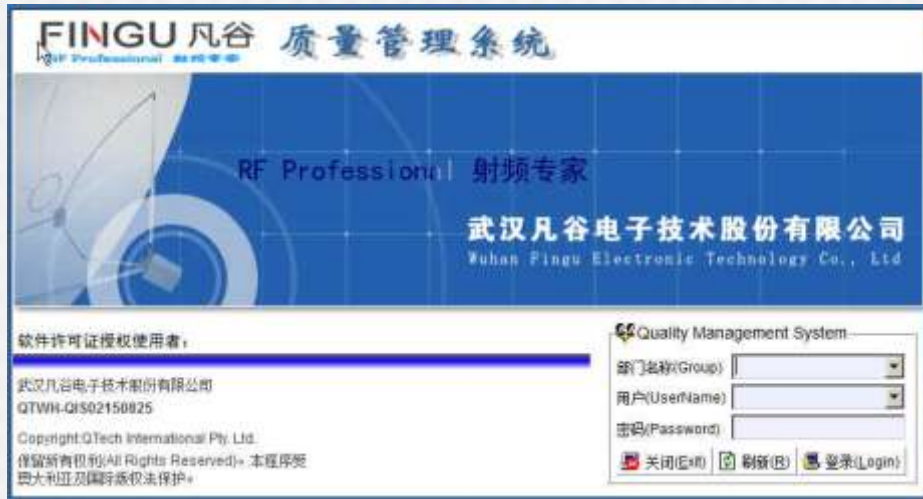 FINGU 凡谷 质量管理系统
RF Professional 射频专家
RF Professional 射频专家
武汉凡谷电子技术股份有限公司
Wuhan Fingu Electronic Technology Co., Ltd
软件许可证授权使用者:
武汉凡谷电子技术股份有限公司
QTWH-QIS02150825
Copyright:QTech International Pty. Ltd.
保留所有权利(All Rights Reserved)。本程序受
澳大利亚及国际版权法保护。
Quality Management System
部门名称(Group)
用户(UserName)
密码(Password)
关闭(Exit) 刷新(R) 登录(Login)